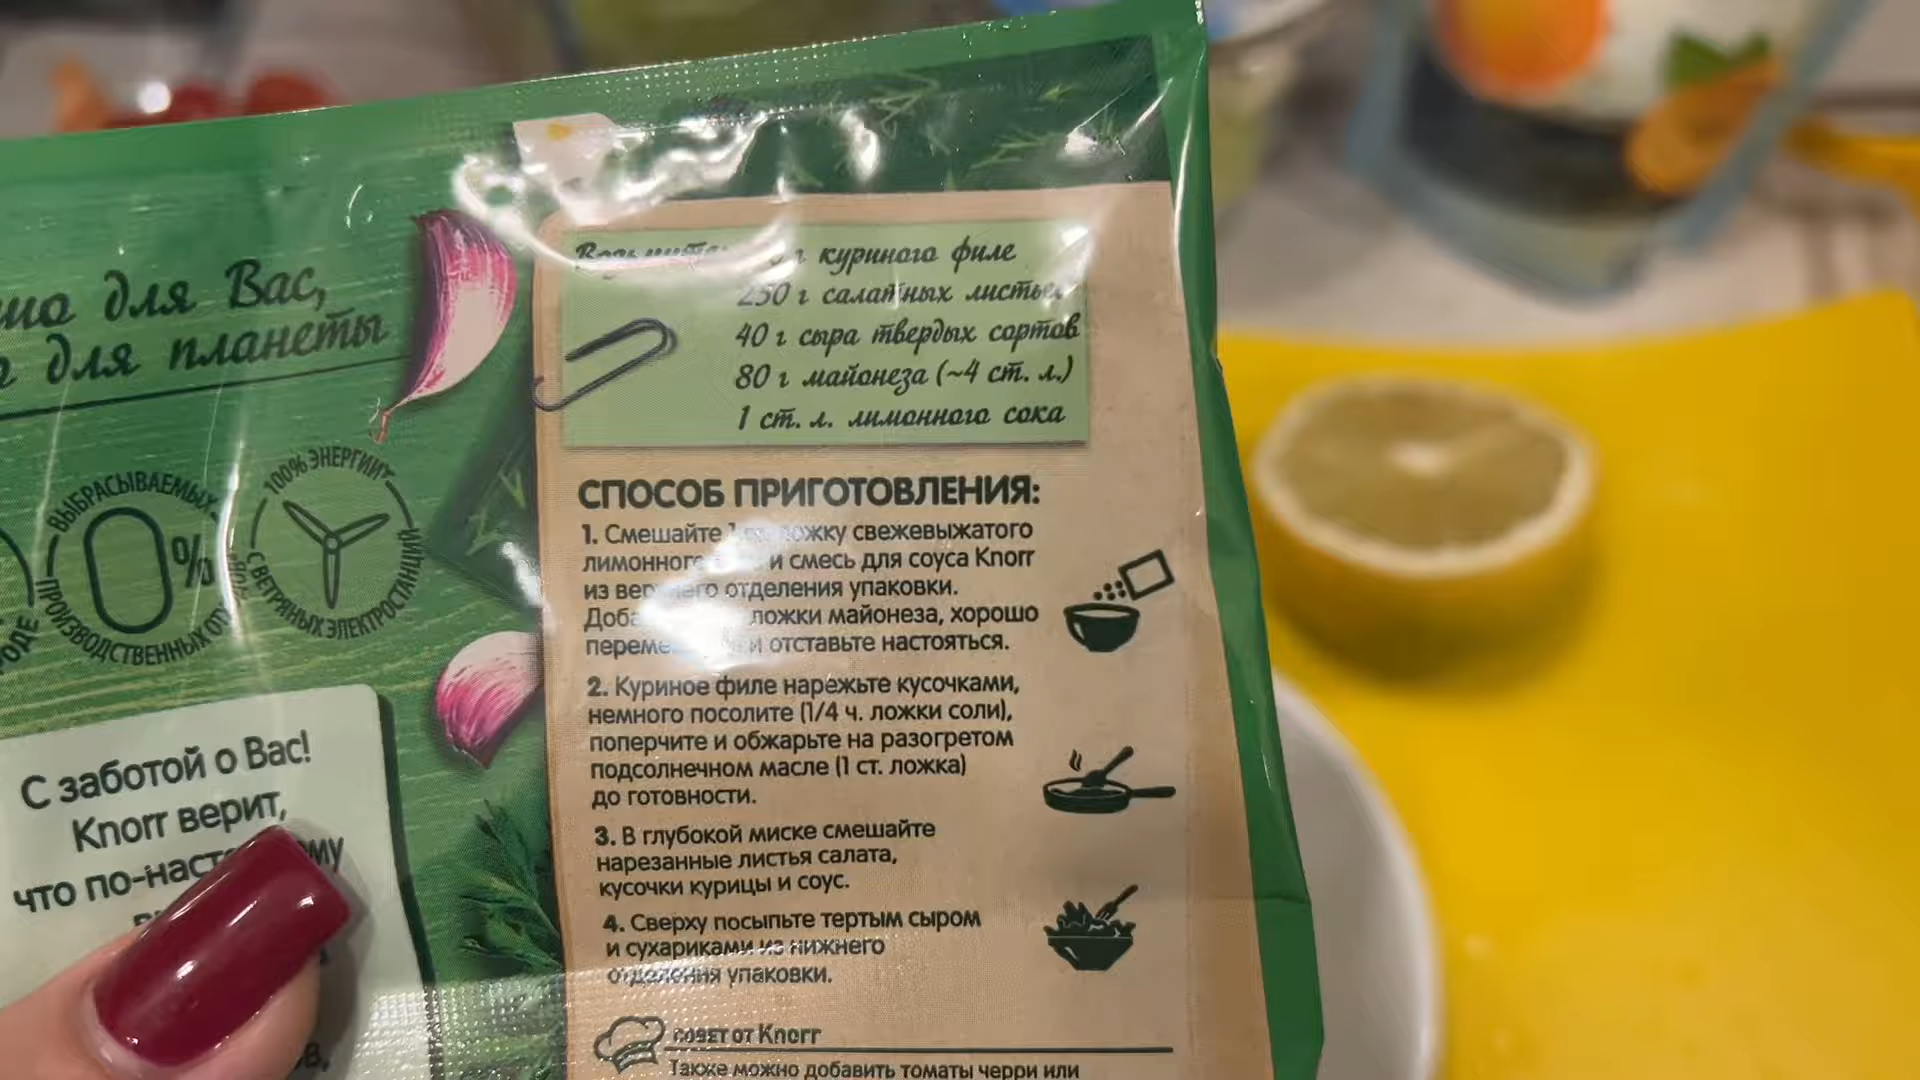 для Вас,
для планеты
ВЫБРАСЫВАЕМЫХ
0%
ПРОИЗВОДСТВЕННЫХ
100% ЭНЕРГИИ
С ВЕТРЯНЫХ ЭЛЕКТРОСТАНЦИЙ
С заботой о Вас!
Knorr верит,
что
г куриного филе
250 г салатных листьев
40 г сыра твердых сортов
80 г майонеза (~4 ст. л.)
1 ст. л. лимонного сока
СПОСОБ ПРИГОТОВЛЕНИЯ:
1. Смешайте свежевыжатого
и смесь для соуса Knorr
из отделения упаковки.
ложки майонеза, хорошо
и отставьте настояться.
2. Куриное филе нарежьте кусочками,
немного посолите (1/4 ч. ложки соли),
поперчите и обжарьте на разогретом
подсолнечном масле (1 ст. ложка)
до готовности.
3. В глубокой миске смешайте
нарезанные листья салата,
кусочки курицы и соус.
4. Сверху посыпьте тертым сыром
и сухариками из нижнего
отделения упаковки.
СОВЕТ ОТ Knorr
Также можно добавить томаты черри или